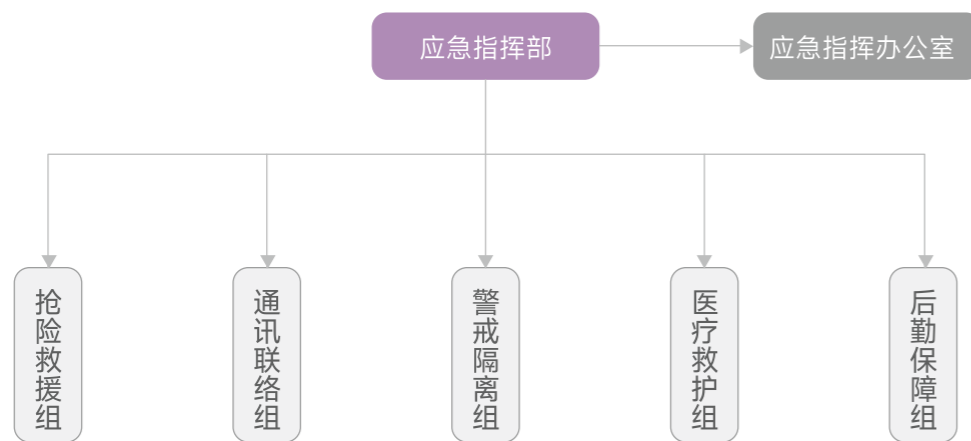 应急指挥部
应急指挥办公室
抢险救援组
通讯联络组
警戒隔离组
医疗救护组
后勤保障组